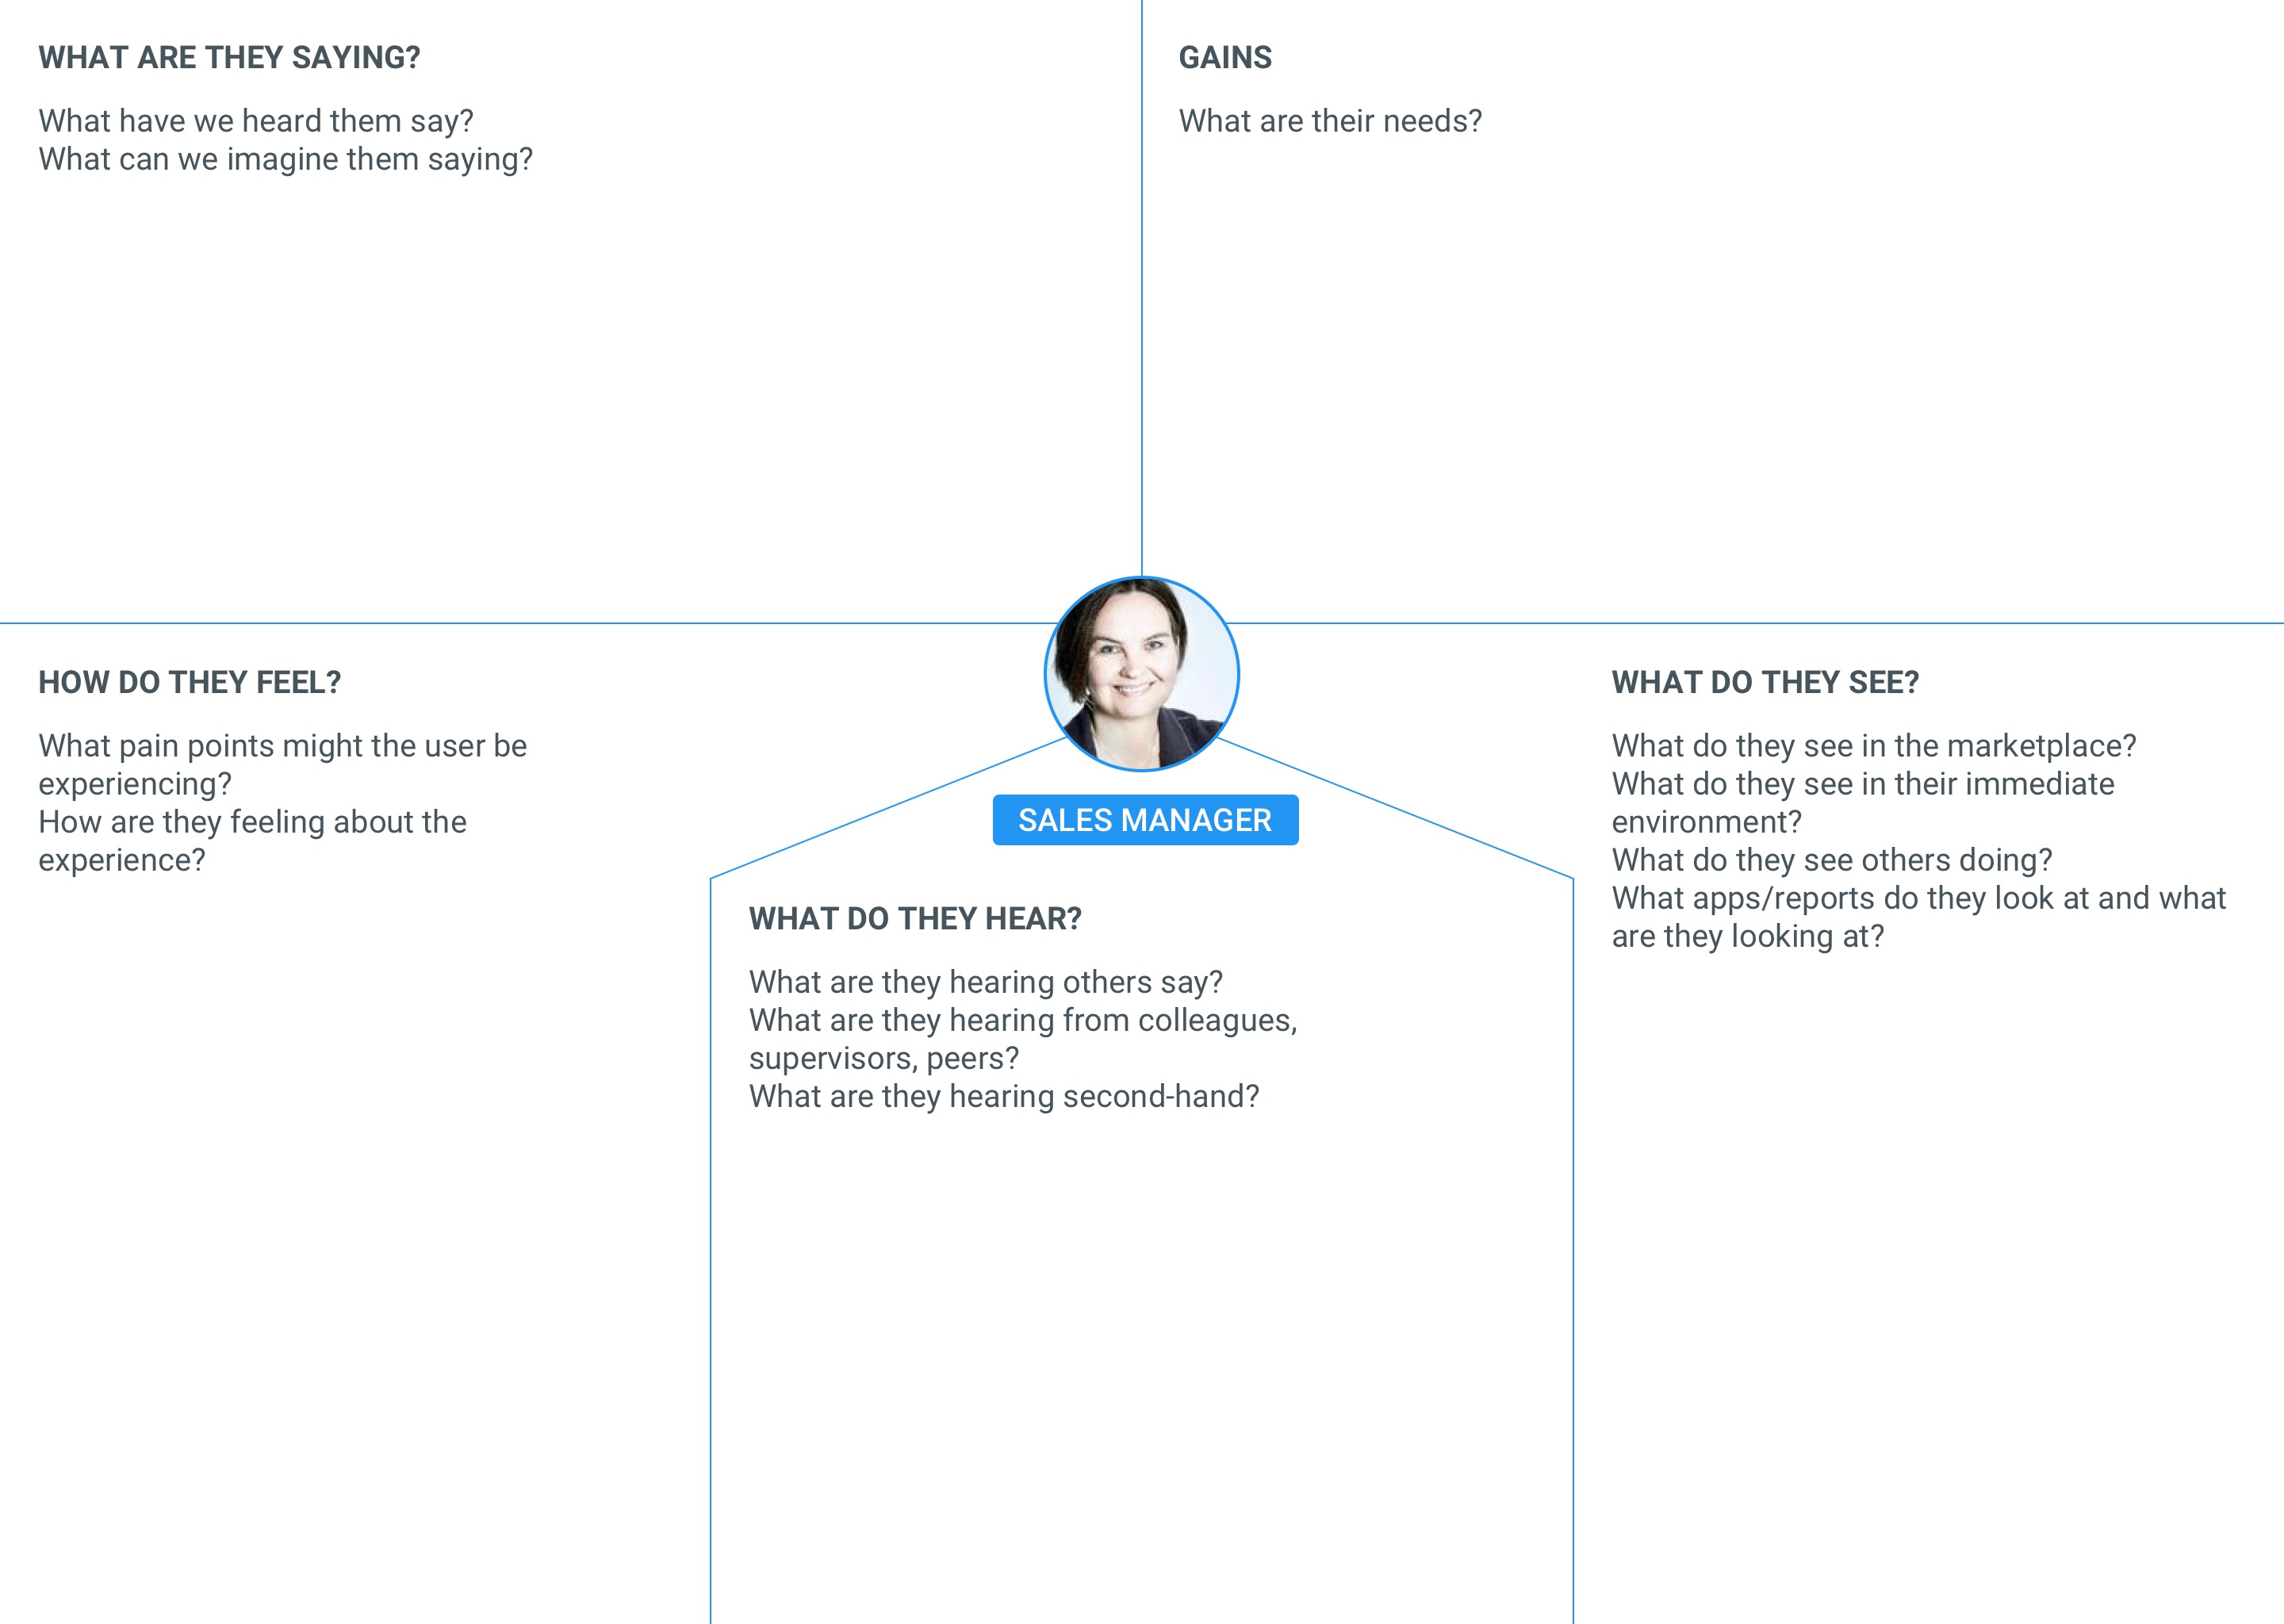 WHAT ARE THEY SAYING?
What have we heard them say?
What can we imagine them saying?
GAINS
What are their needs?
HOW DO THEY FEEL?
What pain points might the user be
experiencing?
How are they feeling about the
experience?
SALES MANAGER
WHAT DO THEY HEAR?
What are they hearing others say?
What are they hearing from colleagues,
supervisors, peers?
What are they hearing second-hand?
WHAT DO THEY SEE?
What do they see in the marketplace?
What do they see in their immediate
environment?
What do they see others doing?
What apps/reports do they look at and what
are they looking at?